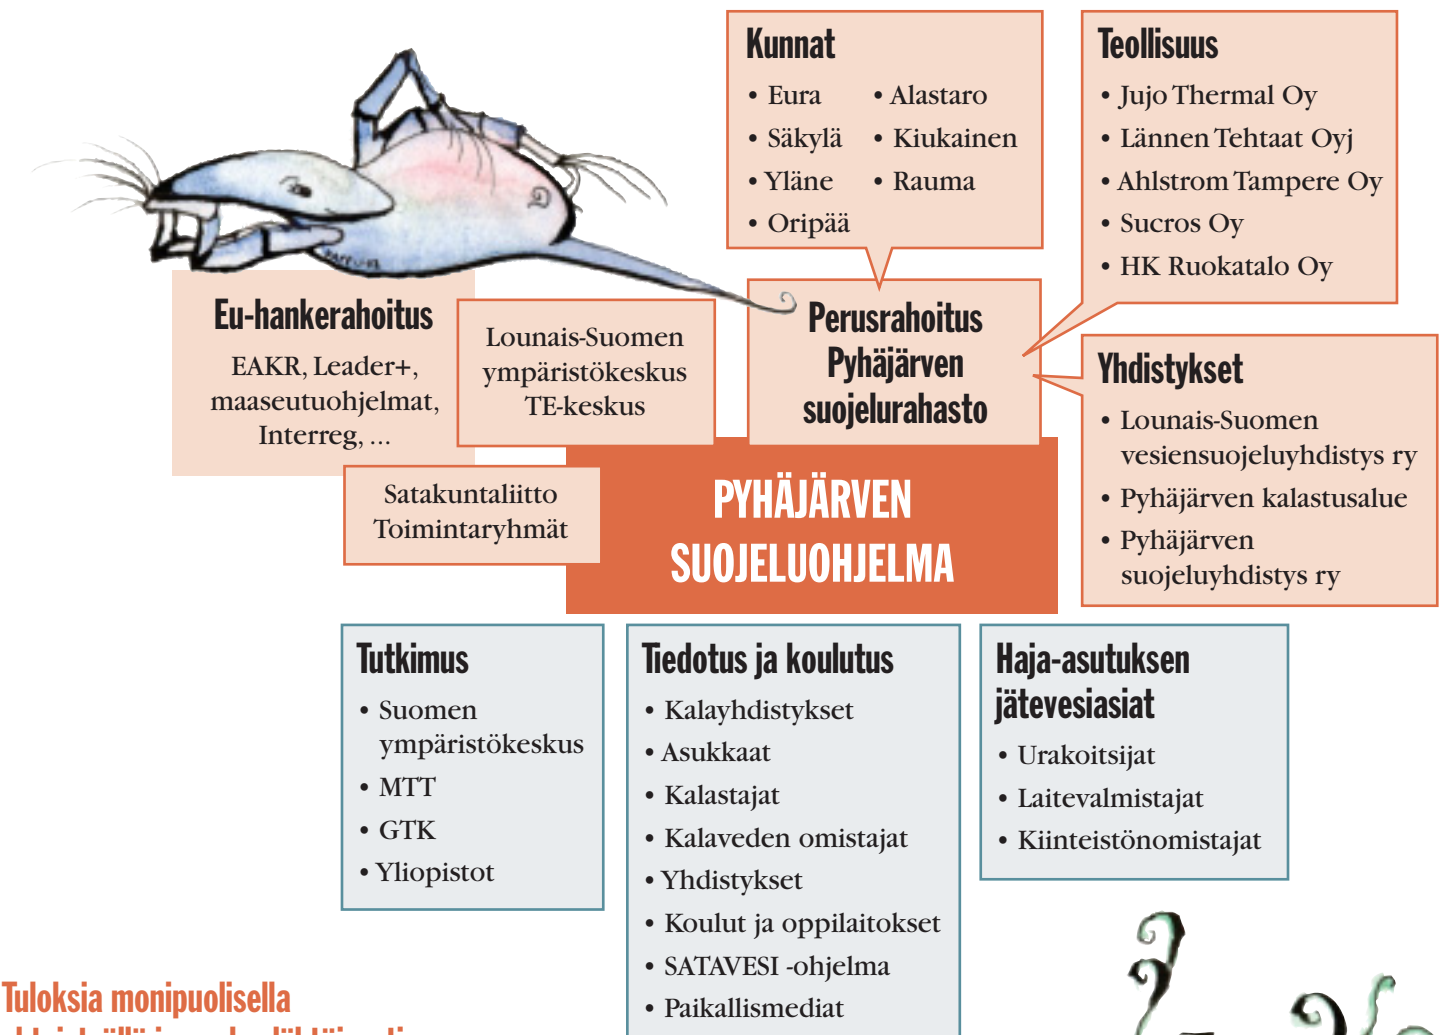 Kunnat
• Eura
• Säkylä
• Yläne
• Oripää
• Alastaro
• Kiukainen
• Rauma
Teollisuus
• Jujo Thermal Oy
• Lännen Tehtaat Oyj
• Ahlstrom Tampere Oy
• Sucros Oy
• HK Ruokatalo Oy
Eu-hankerahoitus
EAKR, Leader+,
maaseutuohjelmat,
Interreg, ...
Lounais-Suomen
ympäristökeskus
TE-keskus
Perusrahoitus
Pyhäjärven
suojelurahasto
Yhdistykset
• Lounais-Suomen
vesiensuojeluyhdistys ry
• Pyhäjärven kalastusalue
• Pyhäjärven
suojeluyhdistys ry
Satakuntaliitto
Toimintaryhmät
PYHÄJÄRVEN
SUOJELUOHJELMA
Tutkimus
• Suomen
ympäristökeskus
• MTT
• GTK
• Yliopistot
Tiedotus ja koulutus
• Kalayhdistykset
• Asukkaat
• Kalastajat
• Kalaveden omistajat
• Yhdistykset
• Koulut ja oppilaitokset
• SATAVESI -ohjelma
• Paikallismediat
Haja-asutuksen
jätevesiasiat
• Urakoitsijat
• Laitevalmistajat
• Kiinteistönomistajat
Tuloksia monipuolisella